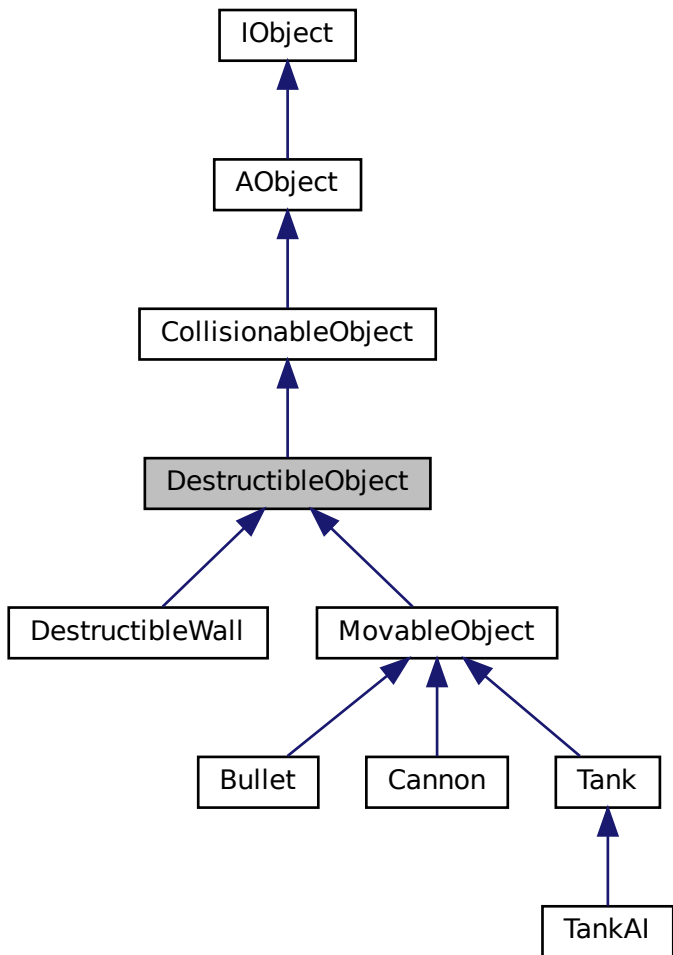 IObject
AObject
CollisionableObject
DestructibleObject
DestructibleWall
MovableObject
Bullet
Cannon
Tank
TankAI